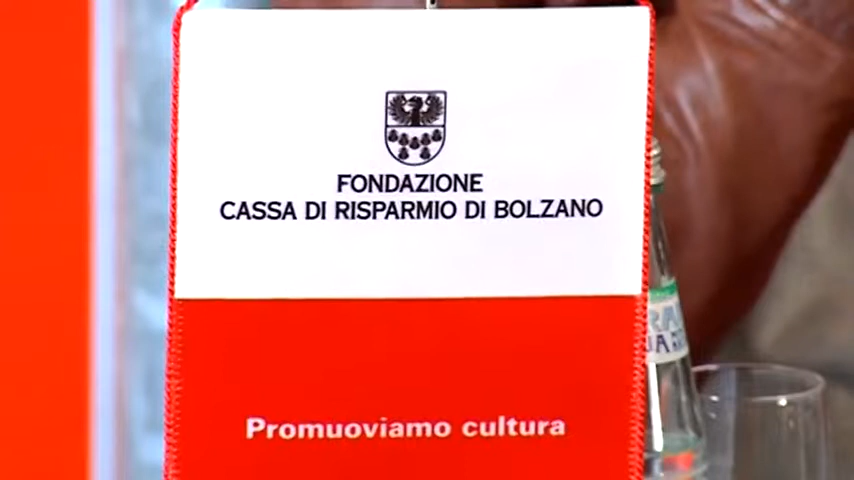 FONDAZIONE
CASSA DI RISPARMIO DI BOLZANO
Promuoviamo cultura